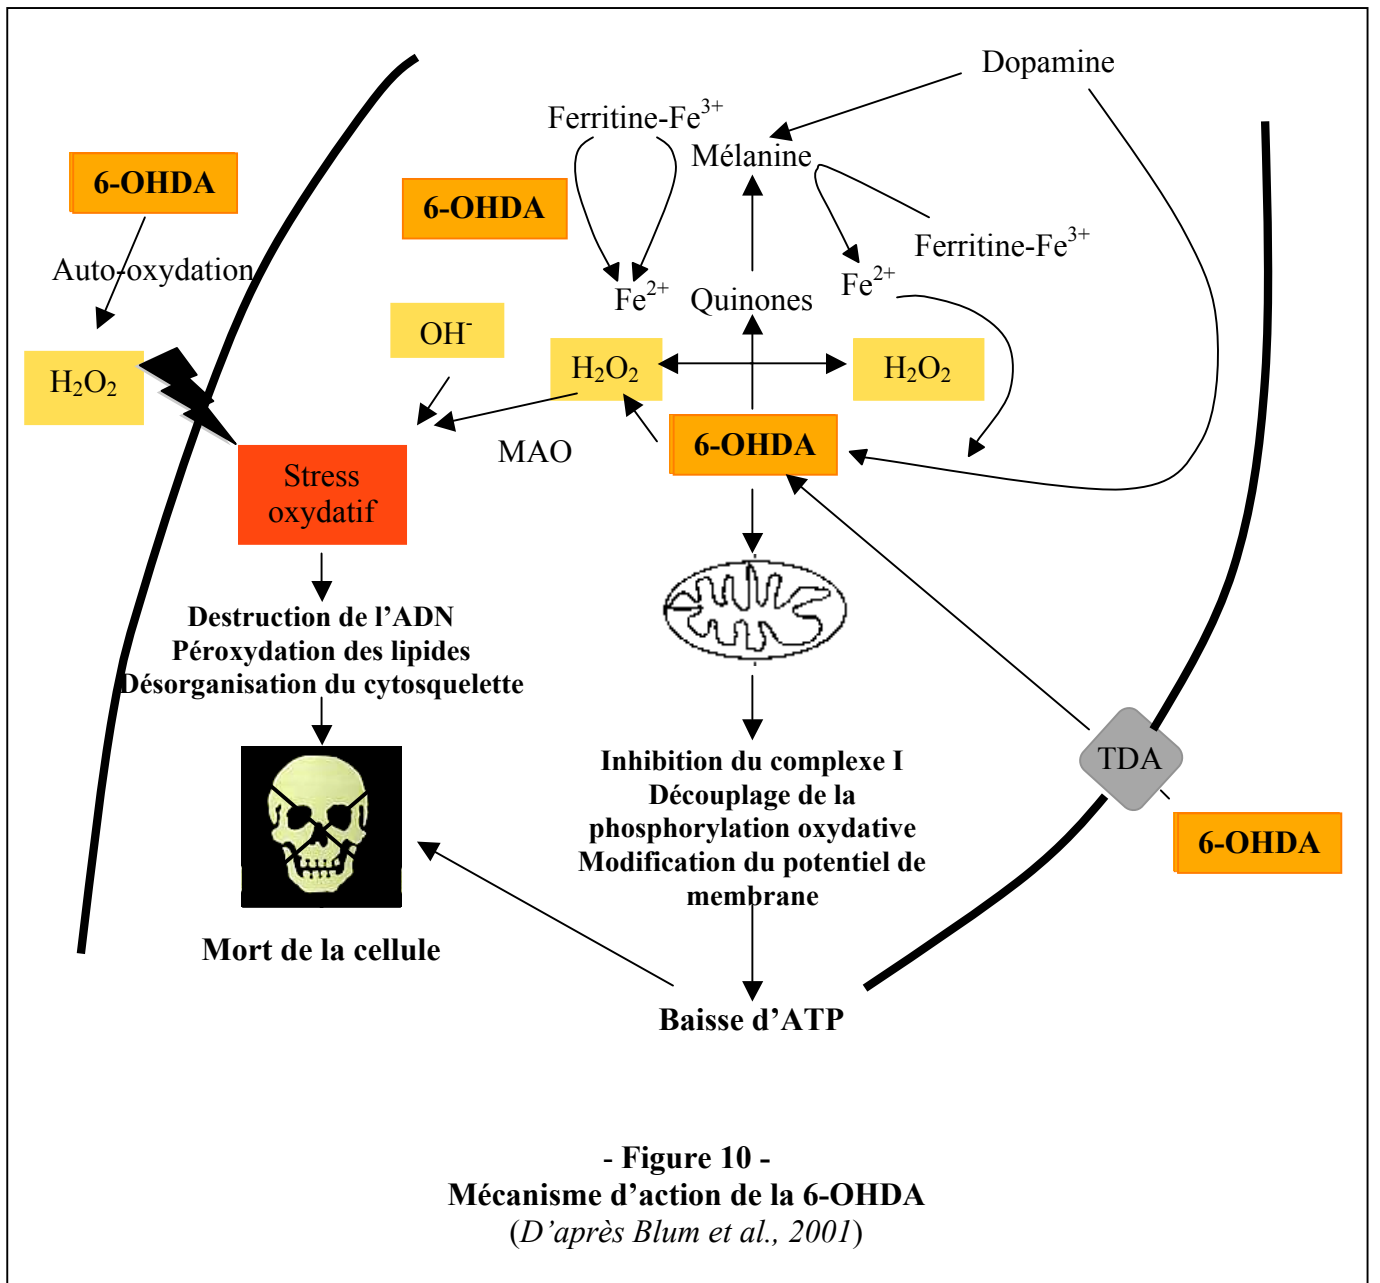 Dopamine
Ferritine-Fe³⁺
Mélanine
6-OHDA
6-OHDA
Ferritine-Fe³⁺
Auto-oxydation
Fe²⁺
Quinones
Fe²⁺
OH⁻
H₂O₂
H₂O₂
H₂O₂
6-OHDA
MAO
Stress
oxydatif
Destruction de l’ADN
Péroxydation des lipides
Désorganisation du cytosquelette
TDA
Inhibition du complexe I
Découplage de la
phosphorylation oxydative
Modification du potentiel de
membrane
6-OHDA
Mort de la cellule
Baisse d’ATP
- Figure 10 -
Mécanisme d’action de la 6-OHDA
(D’après Blum et al., 2001)